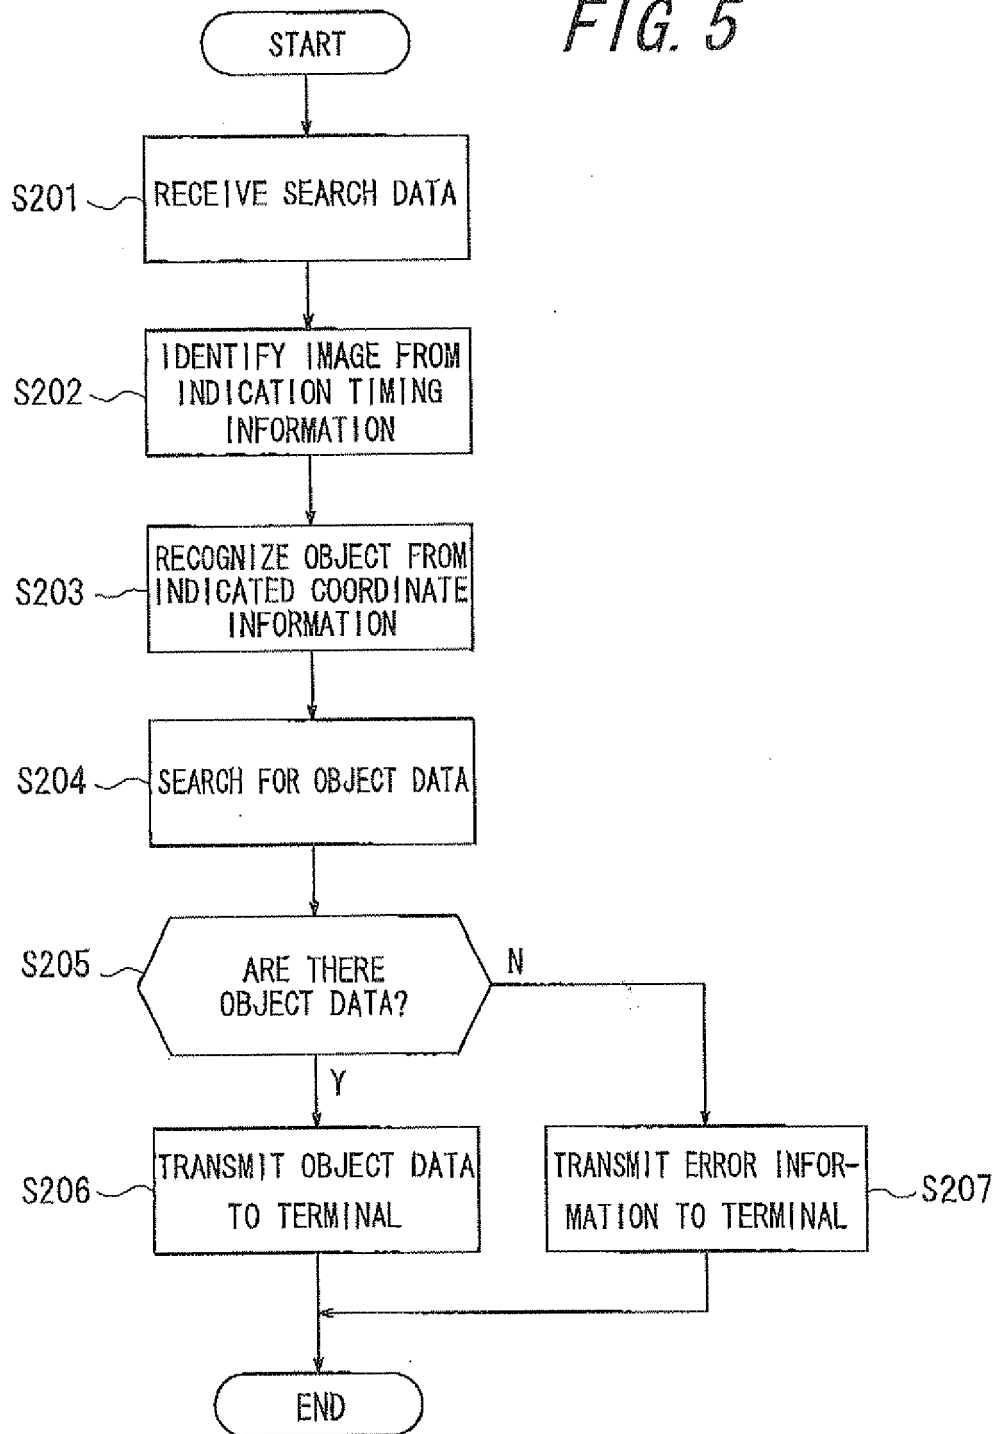 FIG. 5
START
S201
RECEIVE SEARCH DATA
S202
IDENTIFY IMAGE FROM
INDICATION TIMING
INFORMATION
S203
RECOGNIZE OBJECT FROM
INDICATED COORDINATE
INFORMATION
S204
SEARCH FOR OBJECT DATA
S205
ARE THERE
OBJECT DATA?
N
Y
S206
TRANSMIT OBJECT DATA
TO TERMINAL
TRANSMIT ERROR INFOR-
MATION TO TERMINAL
S207
END